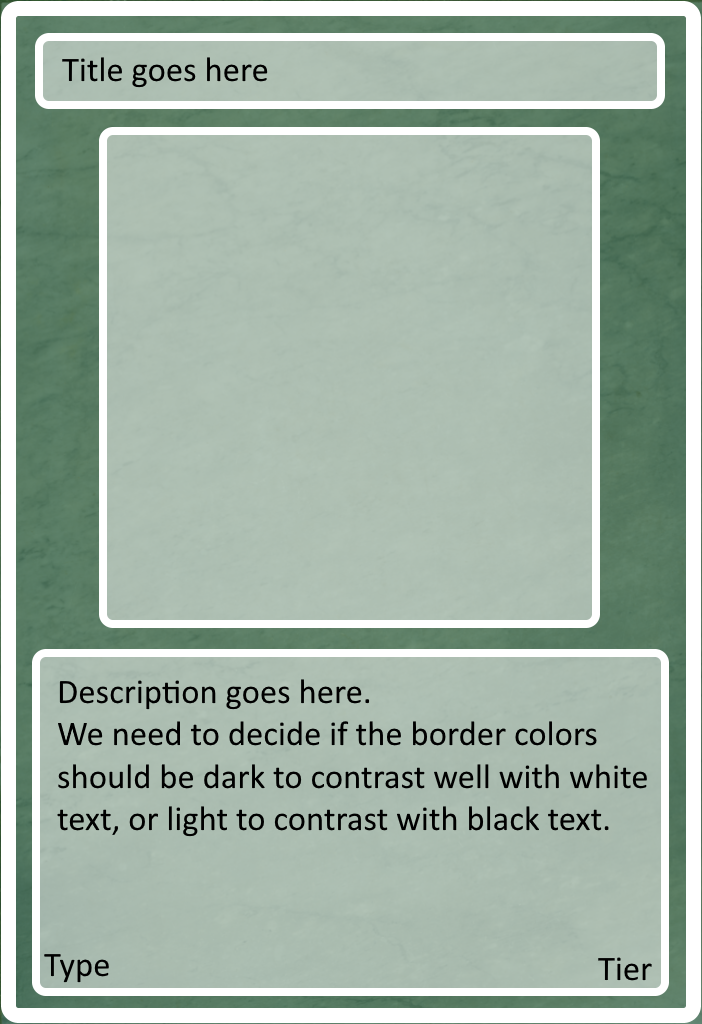 Title goes here
Description goes here.
We need to decide if the border colors
should be dark to contrast well with white
text, or light to contrast with black text.
Type
Tier